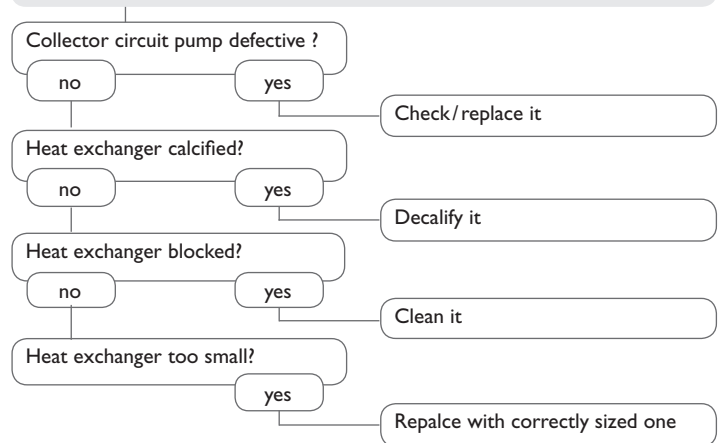 Collector circuit pump defective ?
no
yes
Check/replace it
Heat exchanger calcified?
no
yes
Decalify it
Heat exchanger blocked?
no
yes
Clean it
Heat exchanger too small?
yes
Repalce with correctly sized one